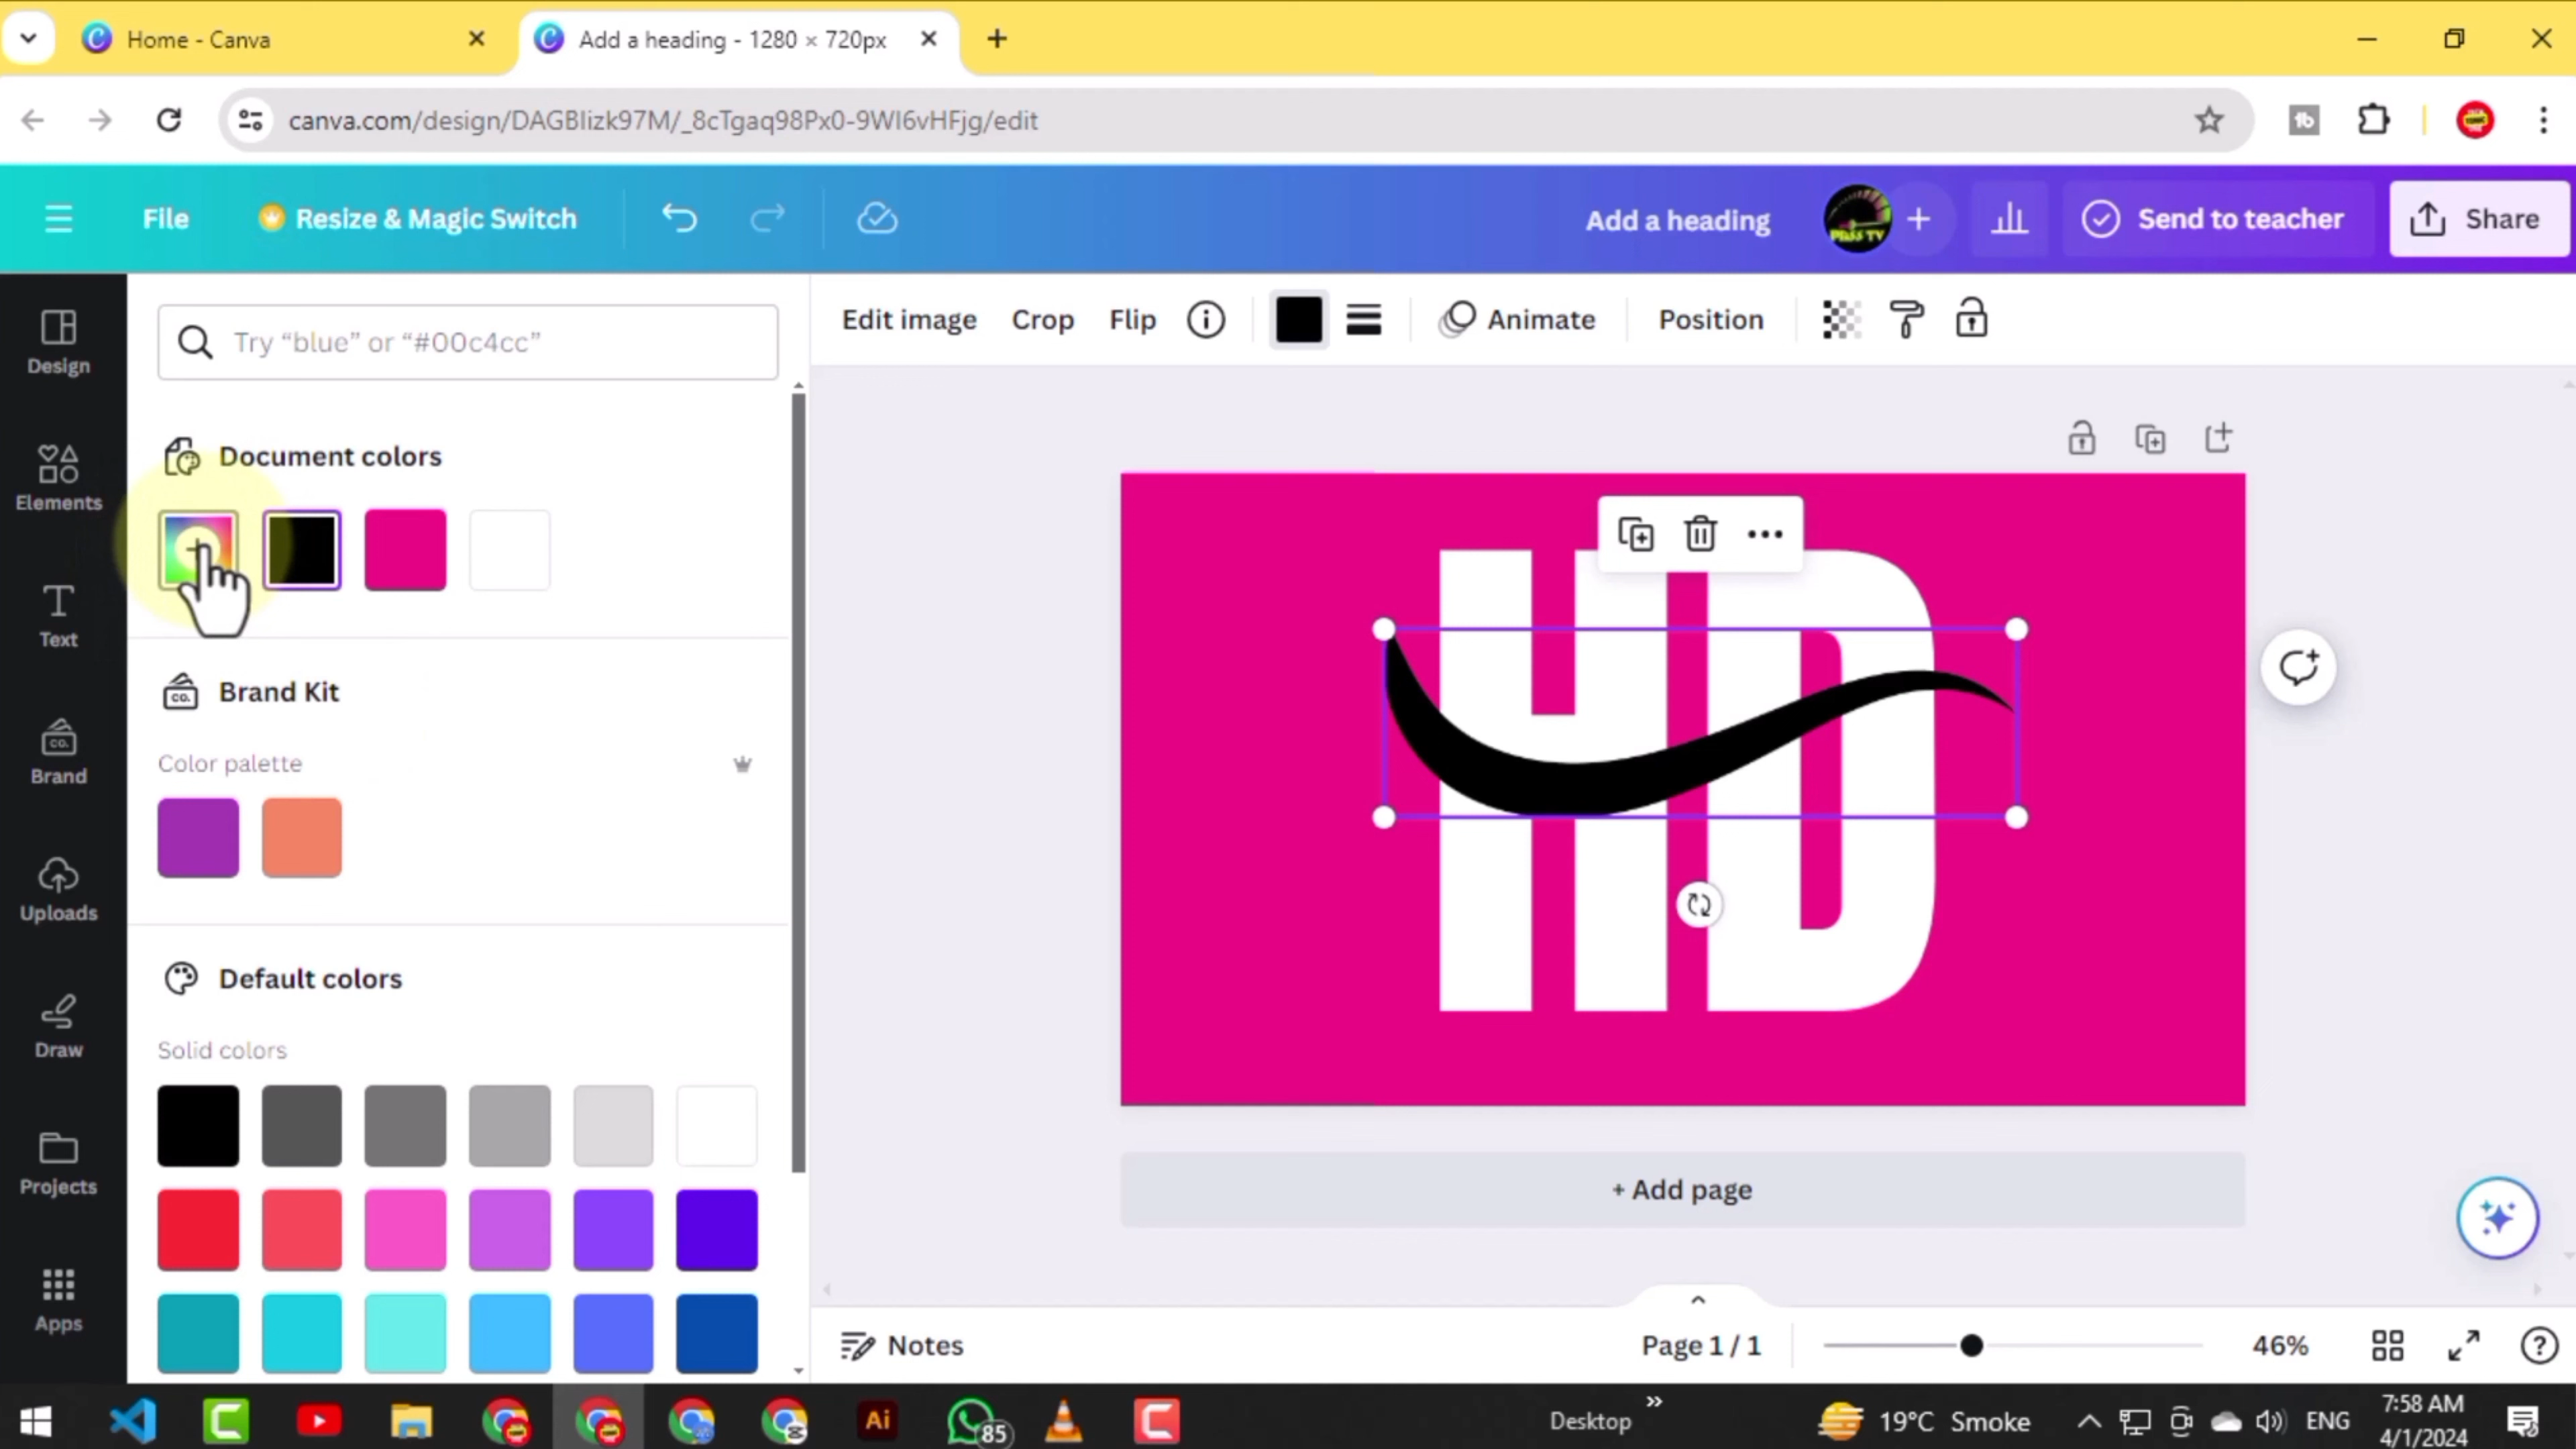 Home - Canva
Add a heading - 1280 × 720px
canva.com/design/DAGBIizk97M/_8cTgaq98Px0-9WI6vHFjg/edit
File
Resize & Magic Switch
Add a heading
Send to teacher
Share
Design
Elements
Text
Brand
Uploads
Draw
Projects
Apps
Try “blue” or “#00c4cc”
Document colors
Brand Kit
Color palette
Default colors
Solid colors
Edit image
Crop
Flip
Animate
Position
HD
+ Add page
Notes
Page 1 / 1
46%
Ai
85
Desktop
19°C Smoke
ENG
7:58 AM
4/1/2024